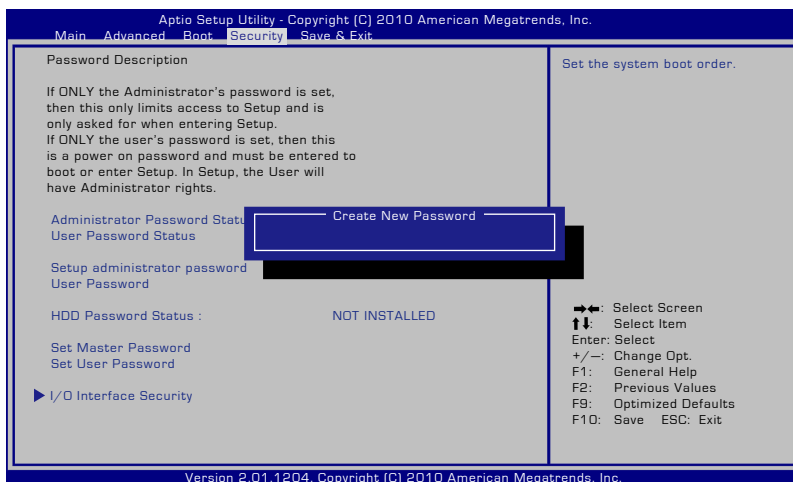 Aptio Setup Utility - Copyright (C) 2010 American Megatrends, Inc.
Main Advanced Boot Security Save & Exit
Password Description
If ONLY the Administrator's password is set,
then this only limits access to Setup and is
only asked for when entering Setup.
If ONLY the user's password is set, then this
is a power on password and must be entered to
boot or enter Setup. In Setup, the User will
have Administrator rights.
Administrator Password Statu
User Password Status
Create New Password
Setup administrator password
User Password
HDD Password Status : NOT INSTALLED
Set Master Password
Set User Password
I/O Interface Security
Set the system boot order.
→←: Select Screen
↑↓: Select Item
Enter: Select
+/—: Change Opt.
F1: General Help
F2: Previous Values
F9: Optimized Defaults
F10: Save ESC: Exit
Version 2.01.1204. Copyright (C) 2010 American Megatrends, Inc.